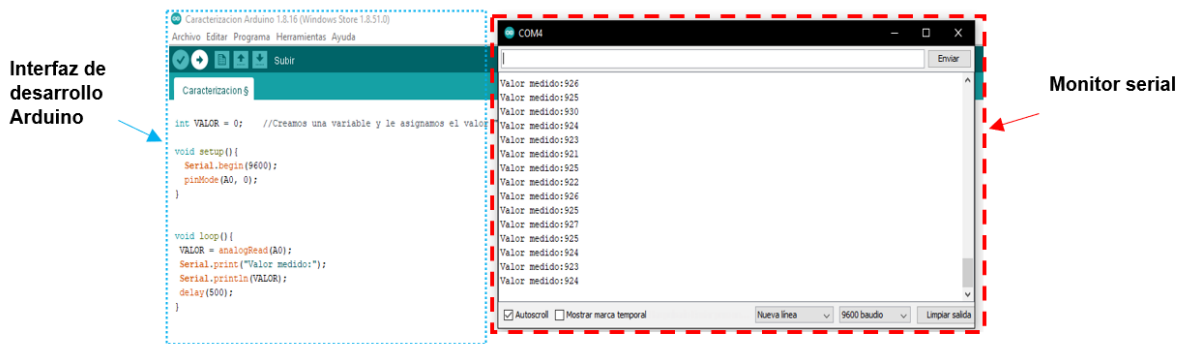 Interfaz de
desarrollo
Arduino
Caracterizacion Arduino 1.8.16 (Windows Store 1.8.51.0)
Archivo Editar Programa Herramientas Ayuda
Subir
Caracterizacion §
int VALOR = 0;    //Creamos una variable y le asignamos el valor
void setup(){
Serial.begin(9600);
pinMode(A0, 0);
}
void loop(){
VALOR = analogRead(A0);
Serial.print("Valor medido:");
Serial.println(VALOR);
delay(500);
}
COM4
Enviar
Valor medido:926
Valor medido:925
Valor medido:930
Valor medido:924
Valor medido:923
Valor medido:921
Valor medido:925
Valor medido:922
Valor medido:926
Valor medido:925
Valor medido:927
Valor medido:925
Valor medido:924
Valor medido:923
Valor medido:924
Autoscroll Mostrar marca temporal Nueva línea 9600 baudio Limpiar salida
Monitor serial